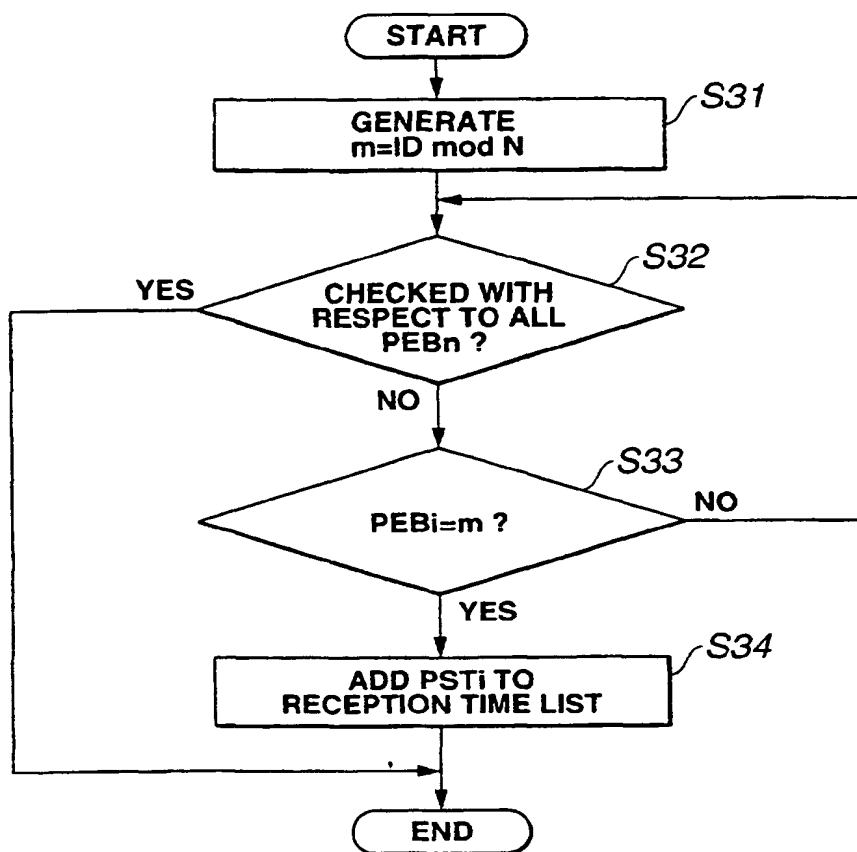 START
S31
GENERATE
m=ID mod N
S32
YES
CHECKED WITH
RESPECT TO ALL
PEBn ?
NO
S33
PEBi=m ?
NO
YES
S34
ADD PSTi TO
RECEPTION TIME LIST
END